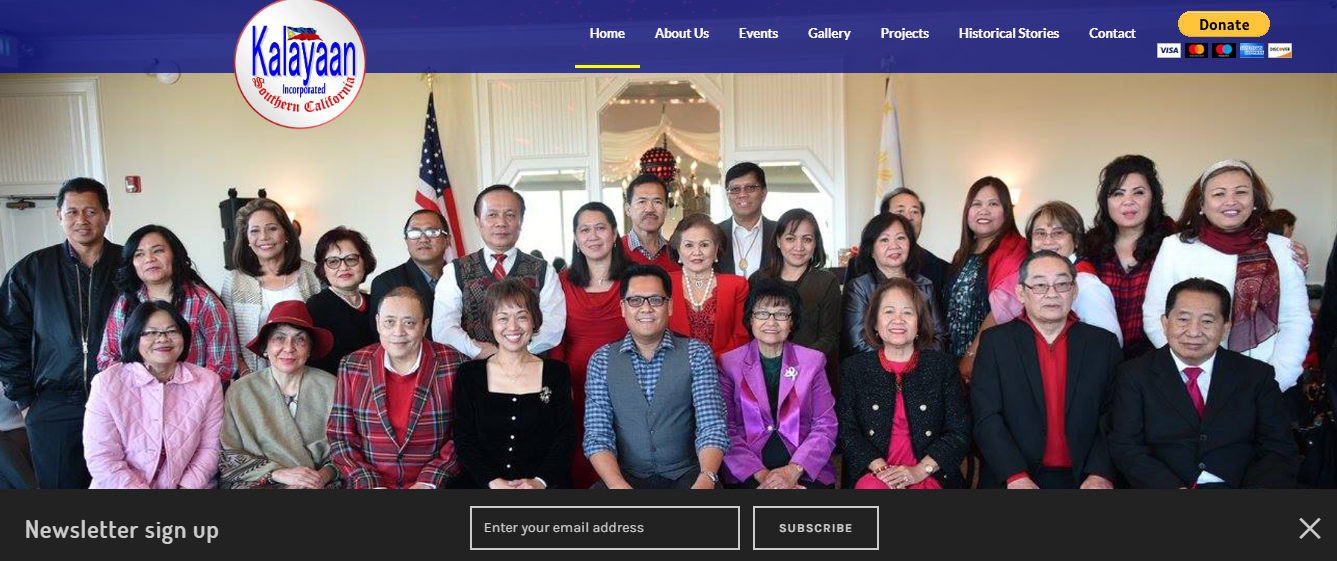 Kalayaan
Incorporated
Southern California
Home
About Us
Events
Gallery
Projects
Historical Stories
Contact
Donate
VISA
DISCOVER
Newsletter sign up
Enter your email address
SUBSCRIBE